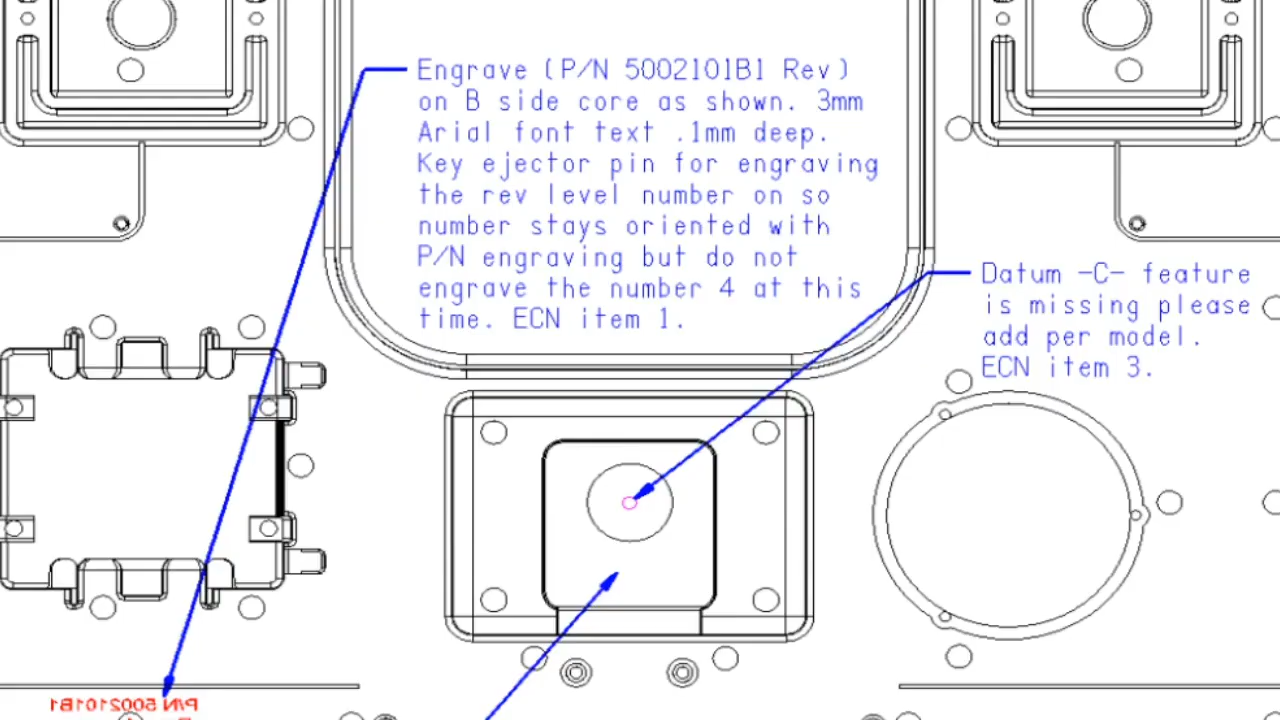 Engrave (P/N 5002101B1 Rev)
on B side core as shown. 3mm
Arial font text .1mm deep.
Key ejector pin for engraving
the rev level number on so
number stays oriented with
P/N engraving but do not
engrave the number 4 at this
time. ECN item 1.
Datum -C- feature
is missing please
add per model.
ECN item 3.
P/N 5002101B1